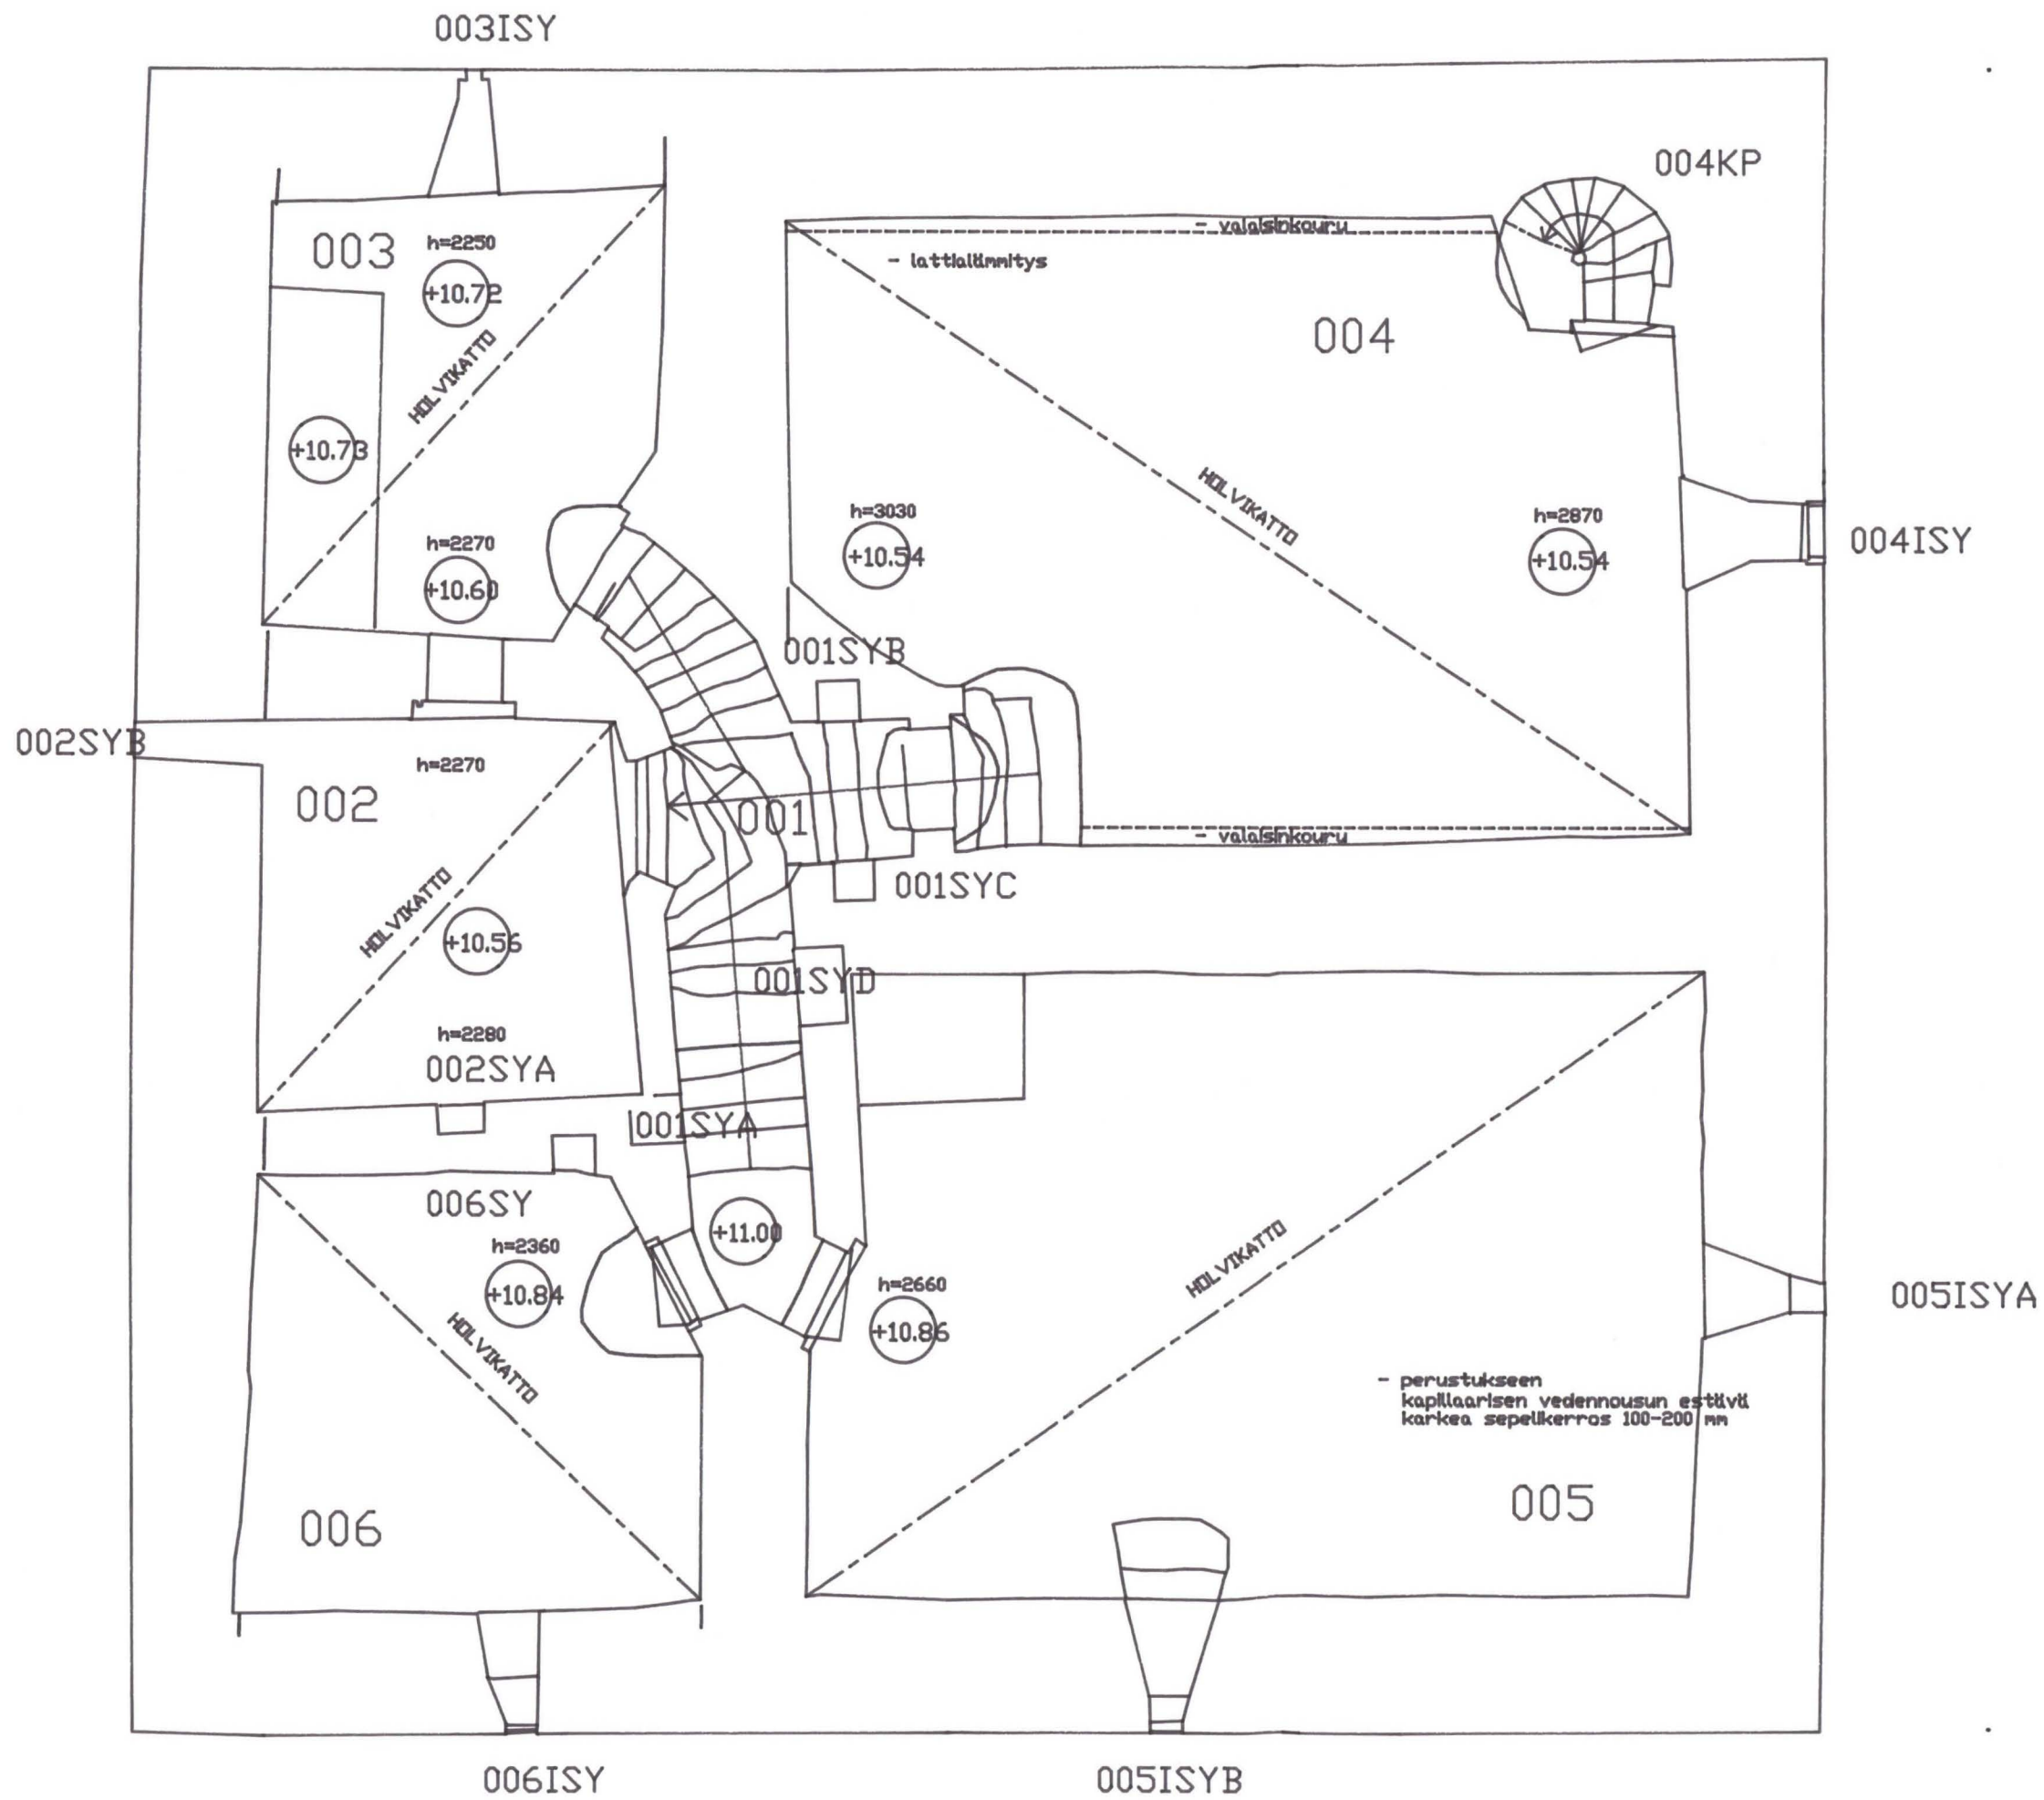 003ISY
004KP
003
h=2250
+10.72
- valaisinkouru
- lattialämmitys
004
HOLVIKATTO
+10.73
HOLVIKATTO
h=3030
+10.54
h=2870
+10.54
004ISY
h=2270
+10.60
001SYB
002SYB
h=2270
002
001
- valaisinkouru
001SYC
HOLVIKATTO
+10.56
001SYD
h=2280
002SYA
001SYA
006SY
+11.00
h=2360
+10.84
HOLVIKATTO
h=2660
+10.86
HOLVIKATTO
005ISYA
- perustukseen
kapillaarisen vedennousun estävä
karkea sepelikerros 100-200 mm
005
006
006ISY
005ISYB